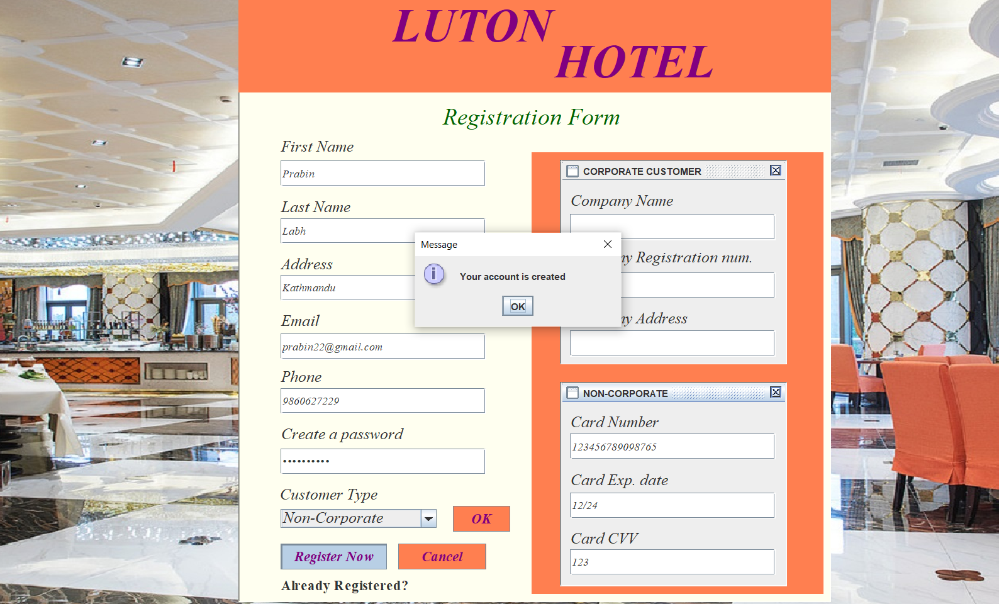 LUTON
HOTEL
Registration Form
First Name
Prabin
Last Name
Labh
Address
Kathmandu
Email
prabin22@gmail.com
Phone
9860627229
Create a password
••••••••••
Customer Type
Non-Corporate
OK
Register Now
Cancel
Already Registered?
CORPORATE CUSTOMER
Company Name
ny Registration num.
ny Address
Message
Your account is created
OK
NON-CORPORATE
Card Number
123456789098765
Card Exp. date
12/24
Card CVV
123